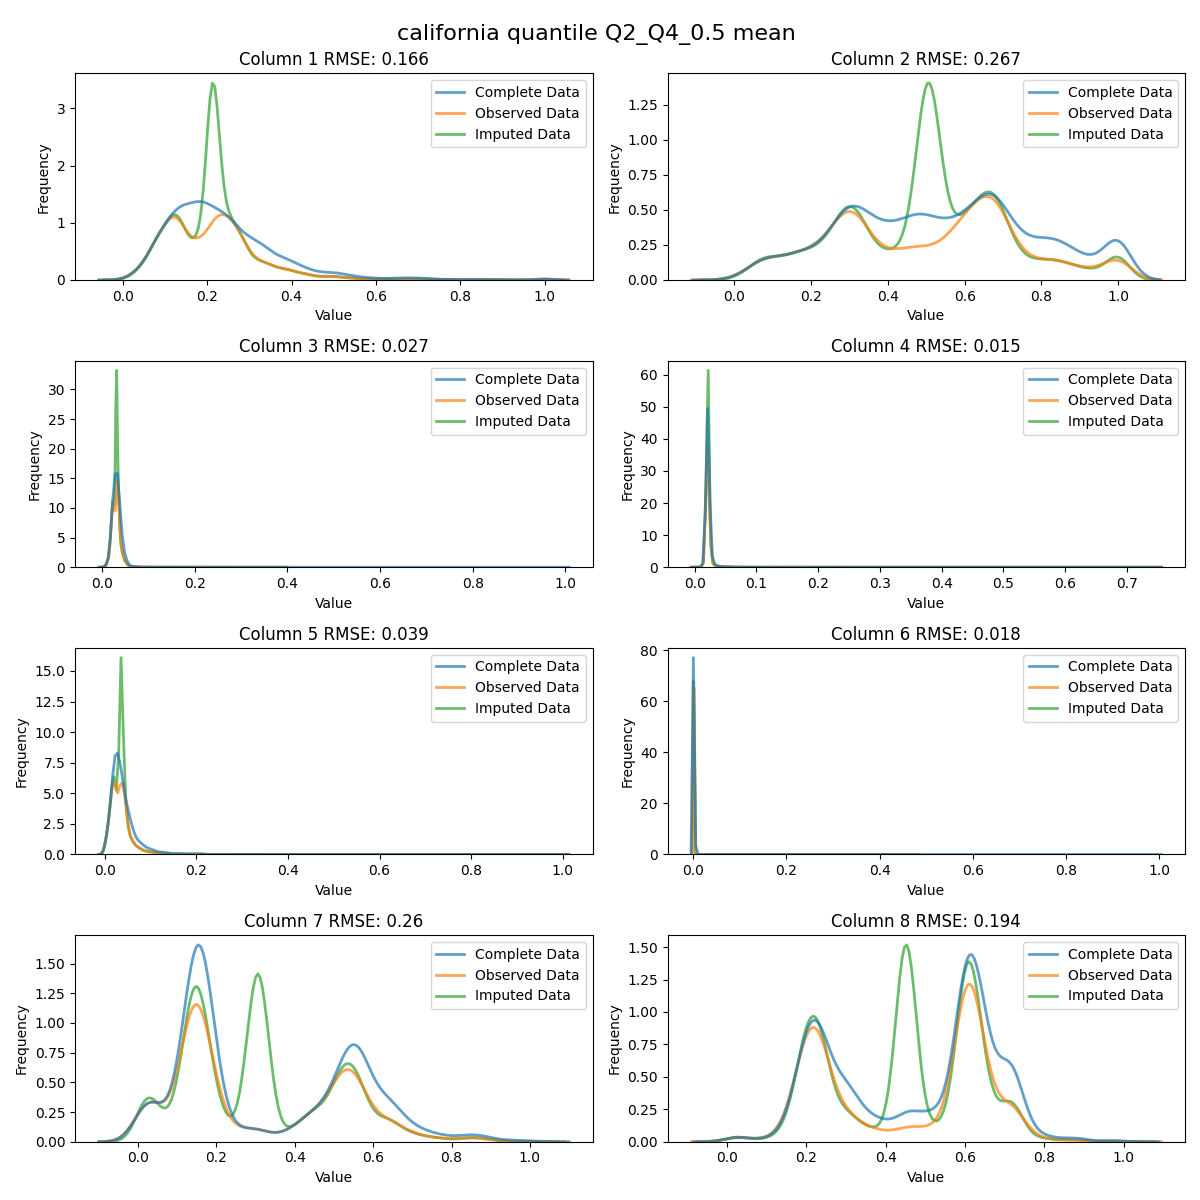 california quantile Q2_Q4_0.5 mean
Column 1 RMSE: 0.166
Frequency
3
2
1
0
0.0 0.2 0.4 0.6 0.8 1.0
Value
Complete Data
Observed Data
Imputed Data
Column 2 RMSE: 0.267
Frequency
1.25
1.00
0.75
0.50
0.25
0.00
0.0 0.2 0.4 0.6 0.8 1.0
Value
Complete Data
Observed Data
Imputed Data
Column 3 RMSE: 0.027
Frequency
30
25
20
15
10
5
0
0.0 0.2 0.4 0.6 0.8 1.0
Value
Complete Data
Observed Data
Imputed Data
Column 4 RMSE: 0.015
Frequency
60
50
40
30
20
10
0
0.0 0.1 0.2 0.3 0.4 0.5 0.6 0.7
Value
Complete Data
Observed Data
Imputed Data
Column 5 RMSE: 0.039
Frequency
15.0
12.5
10.0
7.5
5.0
2.5
0.0
0.0 0.2 0.4 0.6 0.8 1.0
Value
Complete Data
Observed Data
Imputed Data
Column 6 RMSE: 0.018
Frequency
80
60
40
20
0
0.0 0.2 0.4 0.6 0.8 1.0
Value
Complete Data
Observed Data
Imputed Data
Column 7 RMSE: 0.26
Frequency
1.50
1.25
1.00
0.75
0.50
0.25
0.00
0.0 0.2 0.4 0.6 0.8 1.0
Value
Complete Data
Observed Data
Imputed Data
Column 8 RMSE: 0.194
Frequency
1.50
1.25
1.00
0.75
0.50
0.25
0.00
0.0 0.2 0.4 0.6 0.8 1.0
Value
Complete Data
Observed Data
Imputed Data